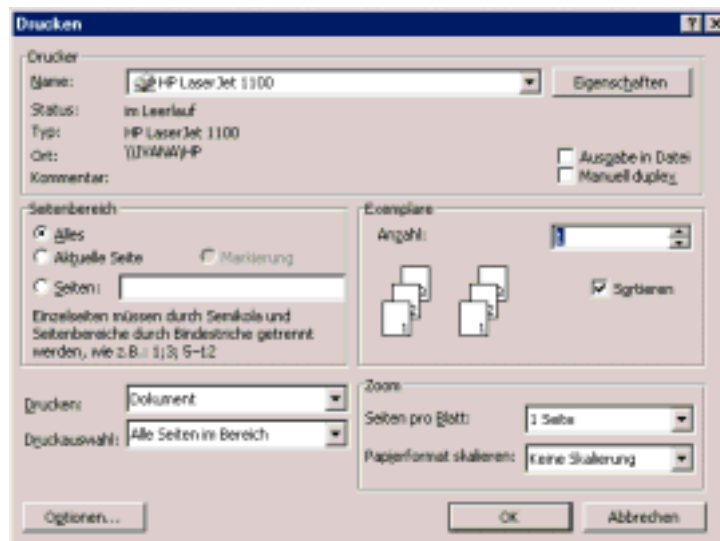 Drucken
Drucker
Name: HP LaserJet 1100 Eigenschaften
Status: im Leerlauf
Typ: HP LaserJet 1100
Ort: \\IVANA\HP
Ausgabe in Datei
Kommentar: Manuell duplex
Seitenbereich
Alles
Aktuelle Seite Markierung
Seiten:
Einzelseiten müssen durch Semikola und
Seitenbereiche durch Bindestriche getrennt
werden, wie z.B.: 1;3; 5–12
Exemplare
Anzahl: 1
Sortieren
Drucken: Dokument
Druckauswahl: Alle Seiten im Bereich
Zoom
Seiten pro Blatt: 1 Seite
Papierformat skalieren: Keine Skalierung
Optionen... OK Abbrechen